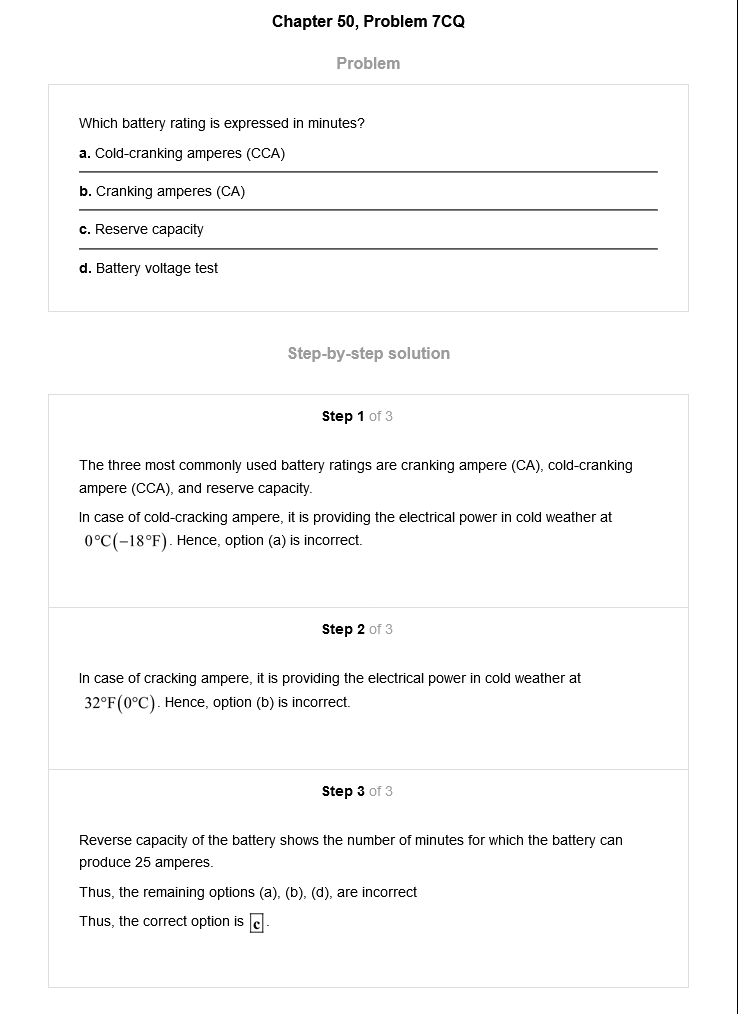 Chapter 50, Problem 7CQ
Problem
Which battery rating is expressed in minutes?
a. Cold-cranking amperes (CCA)
b. Cranking amperes (CA)
c. Reserve capacity
d. Battery voltage test
Step-by-step solution
Step 1 of 3
The three most commonly used battery ratings are cranking ampere (CA), cold-cranking
ampere (CCA), and reserve capacity.
In case of cold-cracking ampere, it is providing the electrical power in cold weather at
0°C(−18°F). Hence, option (a) is incorrect.
Step 2 of 3
In case of cracking ampere, it is providing the electrical power in cold weather at
32°F(0°C). Hence, option (b) is incorrect.
Step 3 of 3
Reverse capacity of the battery shows the number of minutes for which the battery can
produce 25 amperes.
Thus, the remaining options (a), (b), (d), are incorrect
Thus, the correct option is c.